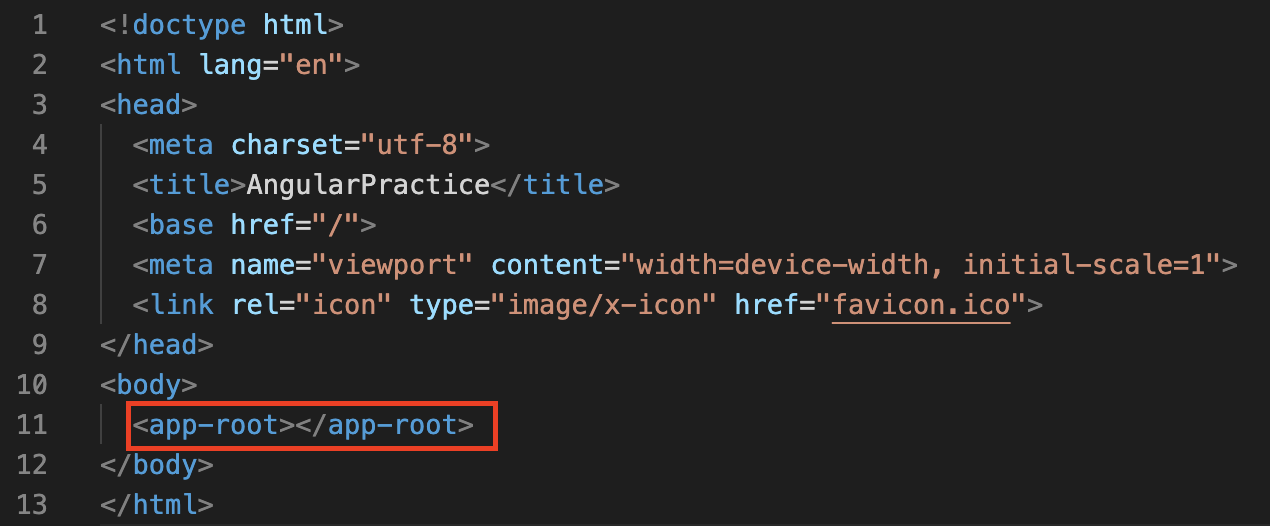 1 <!doctype html>
2 <html lang="en">
3 <head>
4 <meta charset="utf-8">
5 <title>AngularPractice</title>
6 <base href="/">
7 <meta name="viewport" content="width=device-width, initial-scale=1">
8 <link rel="icon" type="image/x-icon" href="favicon.ico">
9 </head>
10 <body>
11 <app-root></app-root>
12 </body>
13 </html>